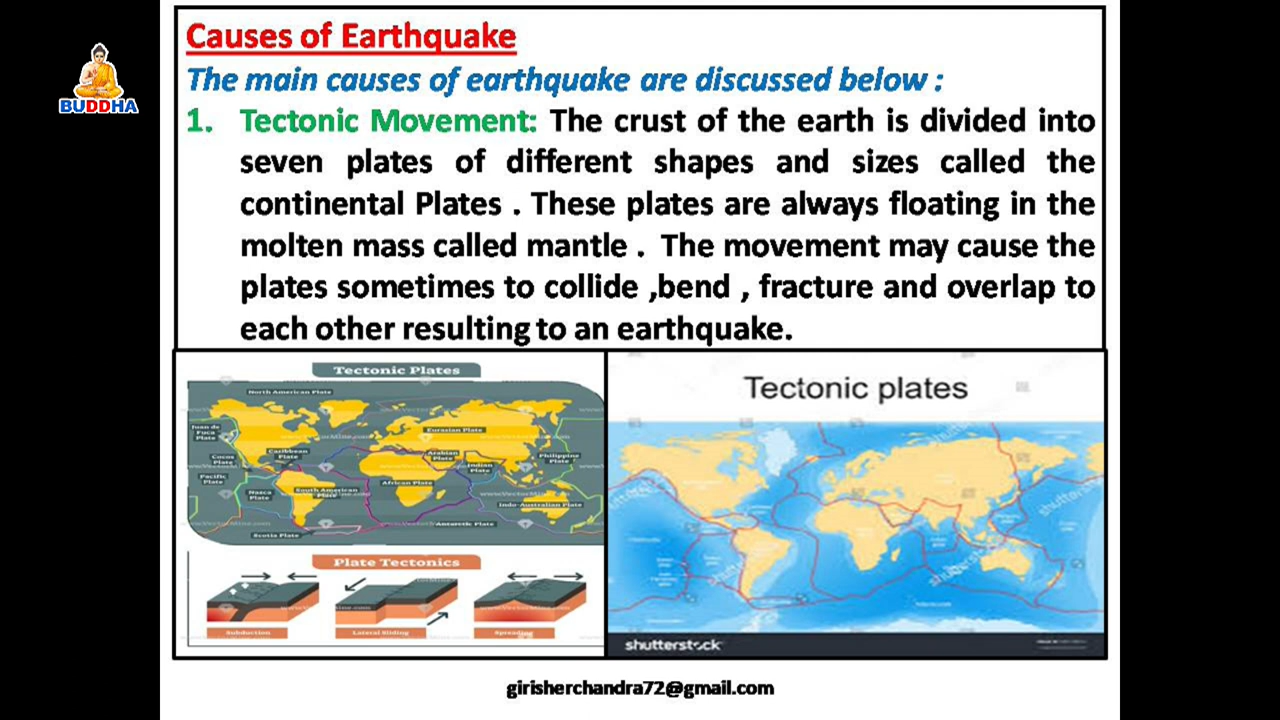 Causes of Earthquake
The main causes of earthquake are discussed below :
BUDDHA
1. Tectonic Movement: The crust of the earth is divided into
seven plates of different shapes and sizes called the
continental Plates . These plates are always floating in the
molten mass called mantle . The movement may cause the
plates sometimes to collide ,bend , fracture and overlap to
each other resulting to an earthquake.
Tectonic Plates
North American Plate
Juan de
Fuca
Plate
Eurasian Plate
Caribbean
Plate
Cocos
Plate
Arabian
Plate
Philippine
Plate
Indian
Plate
Pacific
Plate
African Plate
Nazca
Plate
South American
Plate
Indo-Australian Plate
Antarctic Plate
Scotia Plate
Plate Tectonics
Subduction
Lateral Sliding
Spreading
Tectonic plates
shutterstock
girisherchandra72@gmail.com